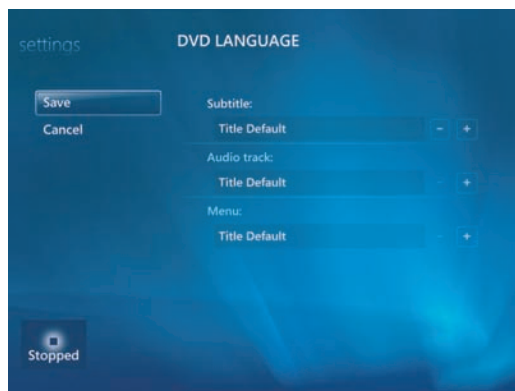 settings
DVD LANGUAGE
Save
Cancel
Subtitle:
Title Default
- +
Audio track:
Title Default
- +
Menu:
Title Default
- +
Stopped